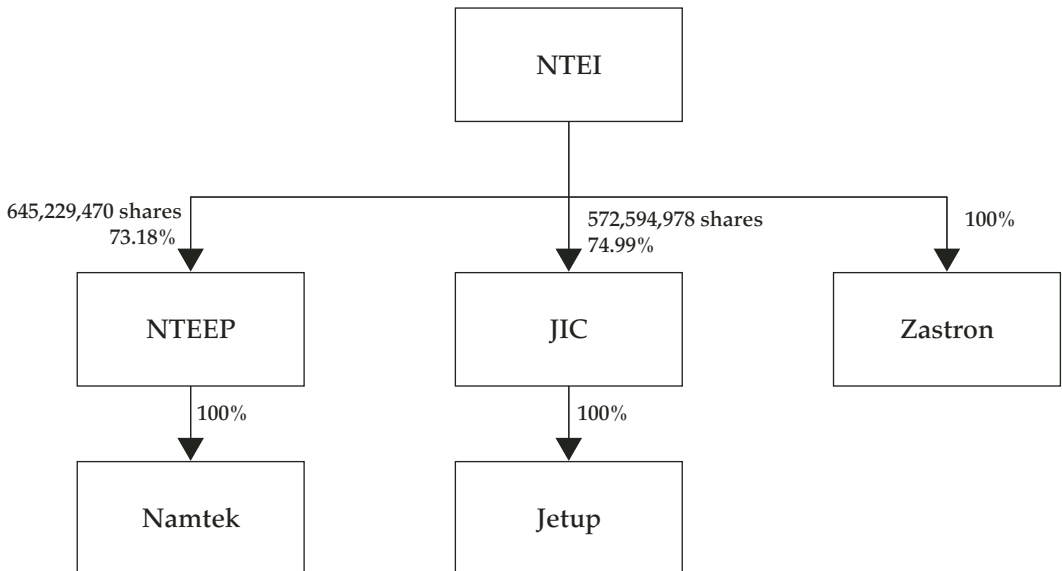 NTEI
645,229,470 shares
73.18%
572,594,978 shares
74.99%
100%
NTEEP
JIC
Zastron
100%
100%
Namtek
Jetup